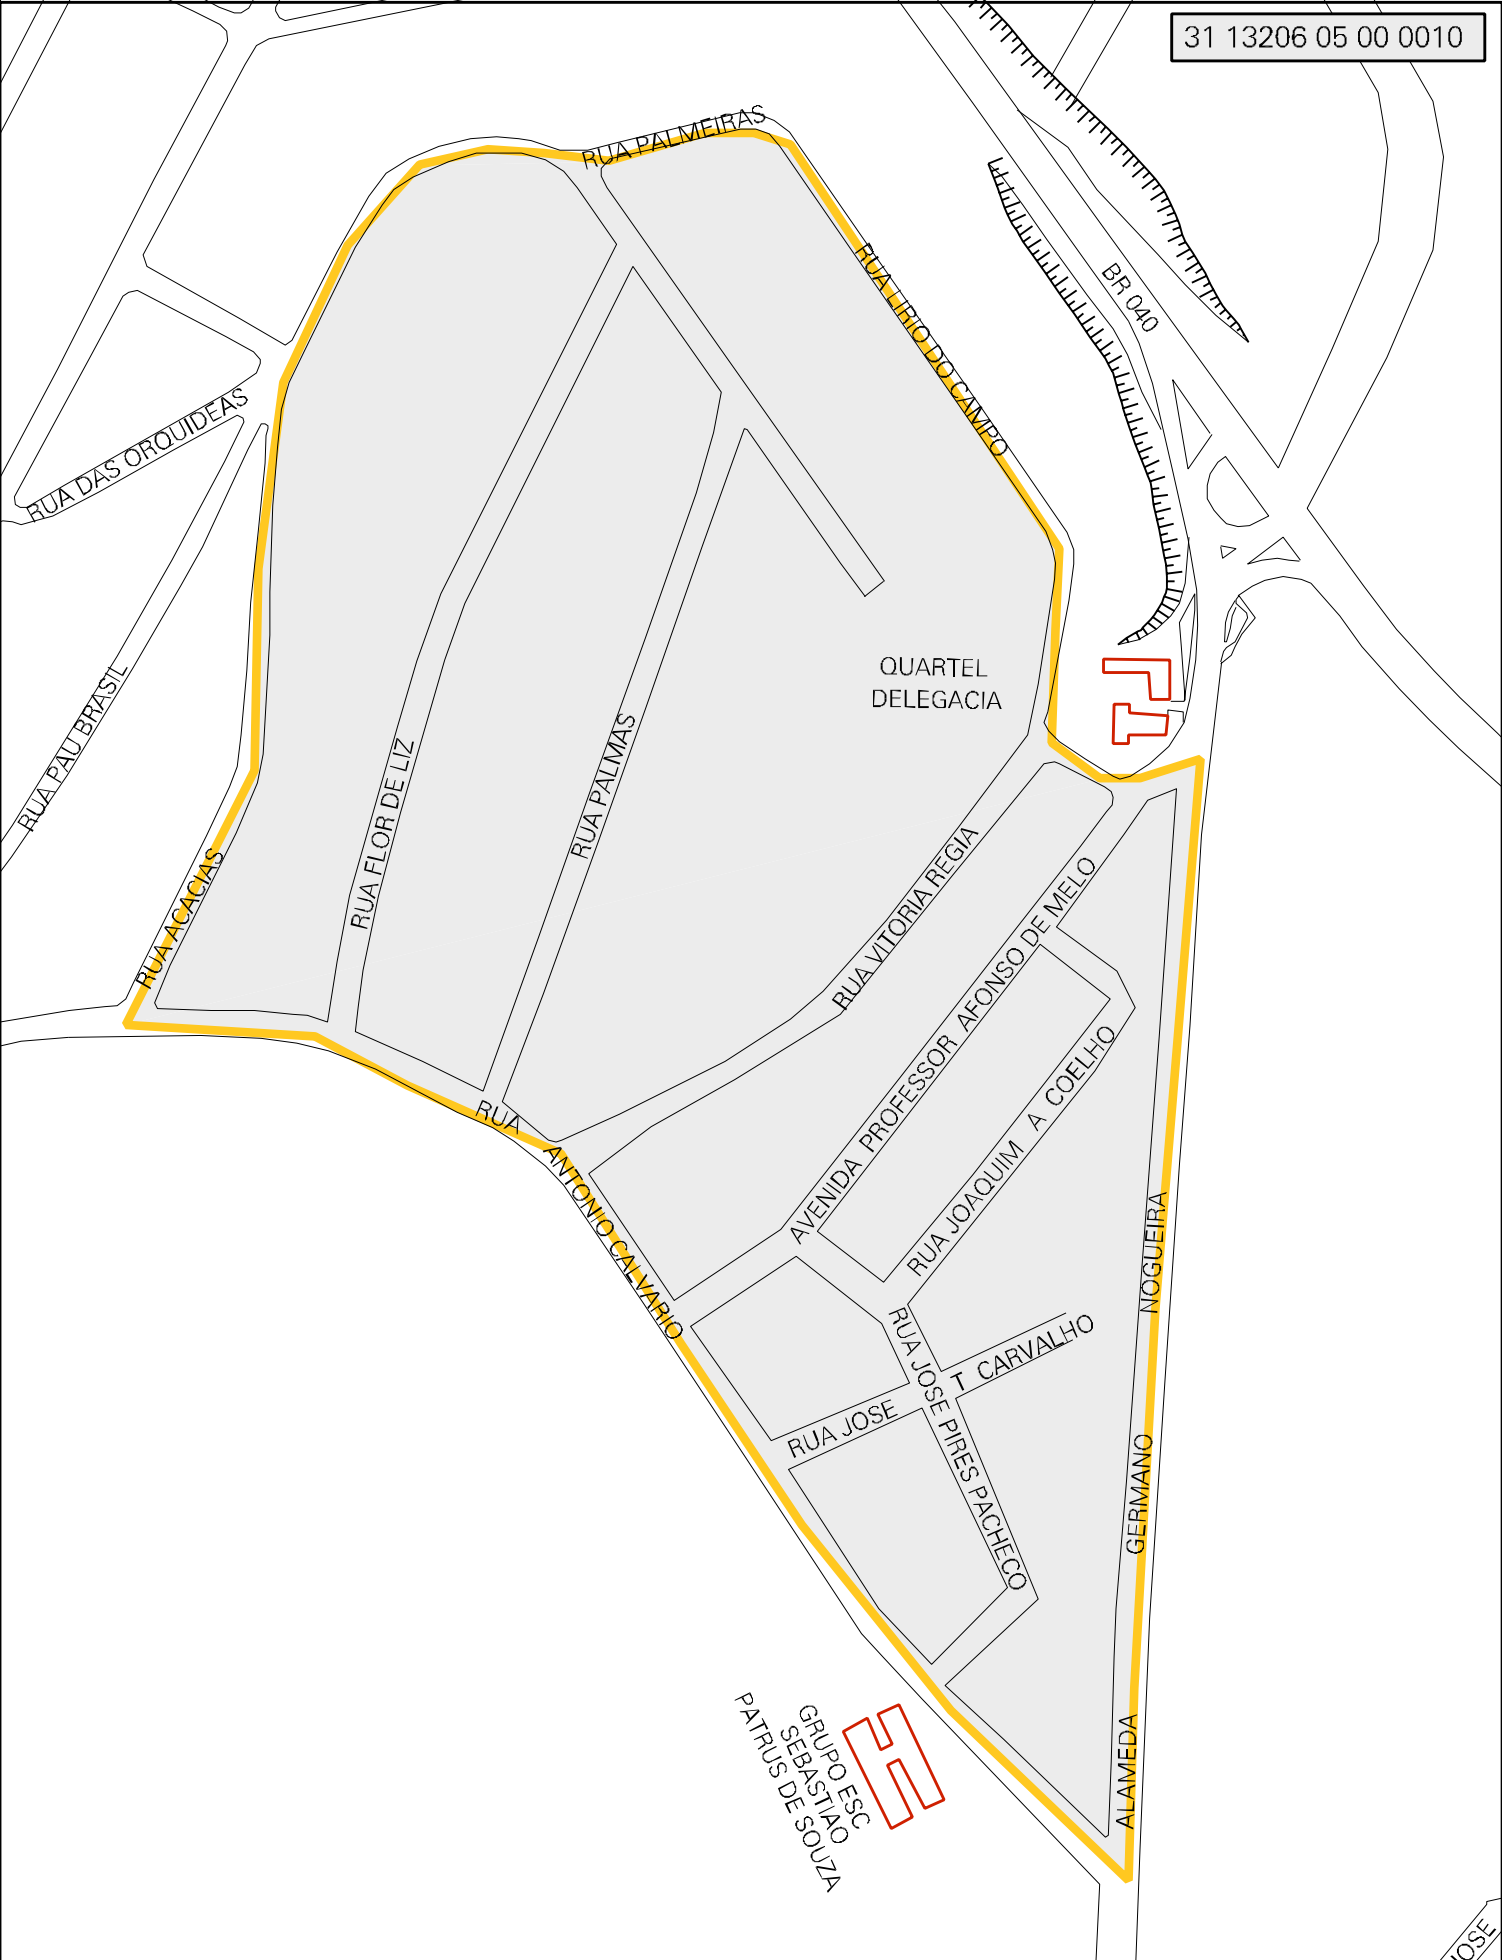 31 13206 05 00 0010
RUA PALMEIRAS
RUA LIRIO DO CAMPO
BR 040
RUA DAS ORQUIDEAS
RUA PAU BRASIL
QUARTEL
DELEGACIA
RUA FLOR DE LIZ
RUA PALMAS
RUA ACACIAS
RUA VITORIA REGIA
AVENIDA PROFESSOR AFONSO DE MELO
RUA JOAQUIM A COELHO
RUA ANTONIO CALVARIO
RUA JOSE T CARVALHO
RUA JOSE PIRES PACHECO
ALAMEDA GERMANO NOGUEIRA
GRUPO ESC
SEBASTIAO
PATRUS DE SOUZA
JOSE